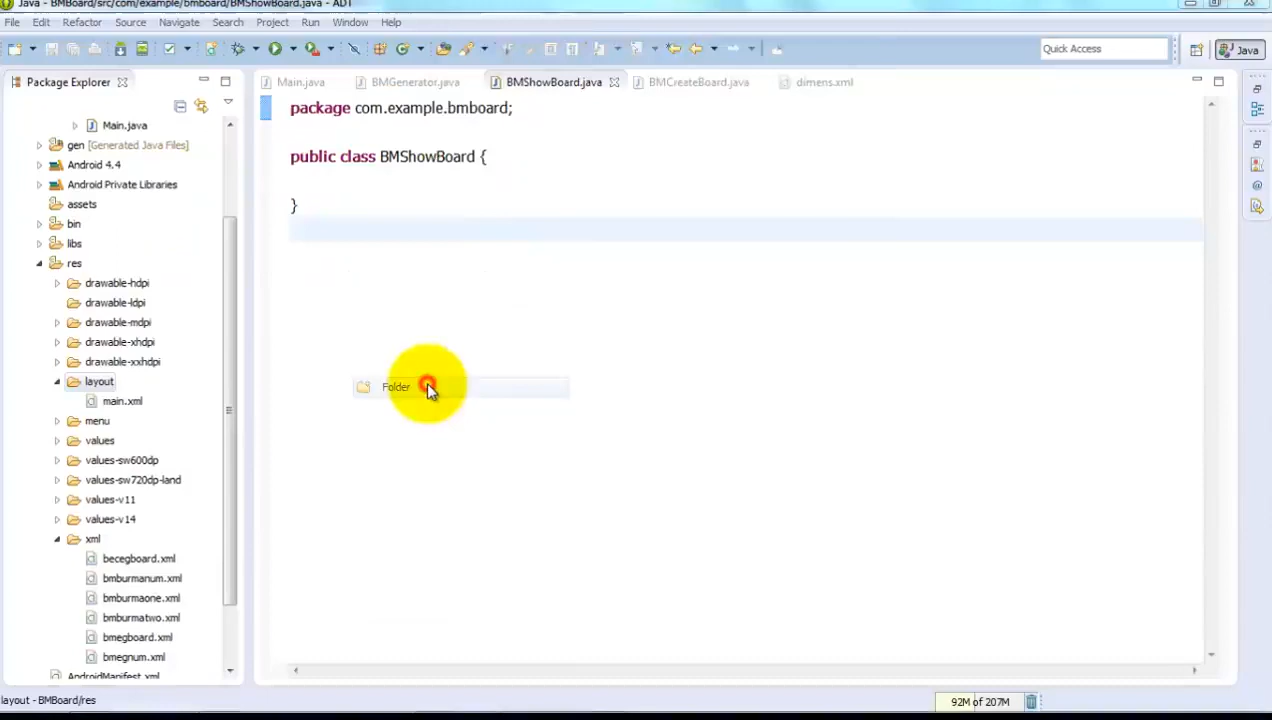 Java - BMBoard/src/com/example/bmboard/BMShowBoard.java - ADT
File Edit Refactor Source Navigate Search Project Run Window Help
Quick Access
Java
Package Explorer
Main.java
BMGenerator.java
BMShowBoard.java
BMCreateBoard.java
dimens.xml
Main.java
gen [Generated Java Files]
Android 4.4
Android Private Libraries
assets
bin
libs
res
drawable-hdpi
drawable-ldpi
drawable-mdpi
drawable-xhdpi
drawable-xxhdpi
layout
main.xml
menu
values
values-sw600dp
values-sw720dp-land
values-v11
values-v14
xml
becegboard.xml
bmburmanum.xml
bmburmaone.xml
bmburmatwo.xml
bmegboard.xml
bmegnum.xml
AndroidManifest.xml
package com.example.bmboard;
public class BMShowBoard {
}
Folder
layout - BMBoard/res
92M of 207M